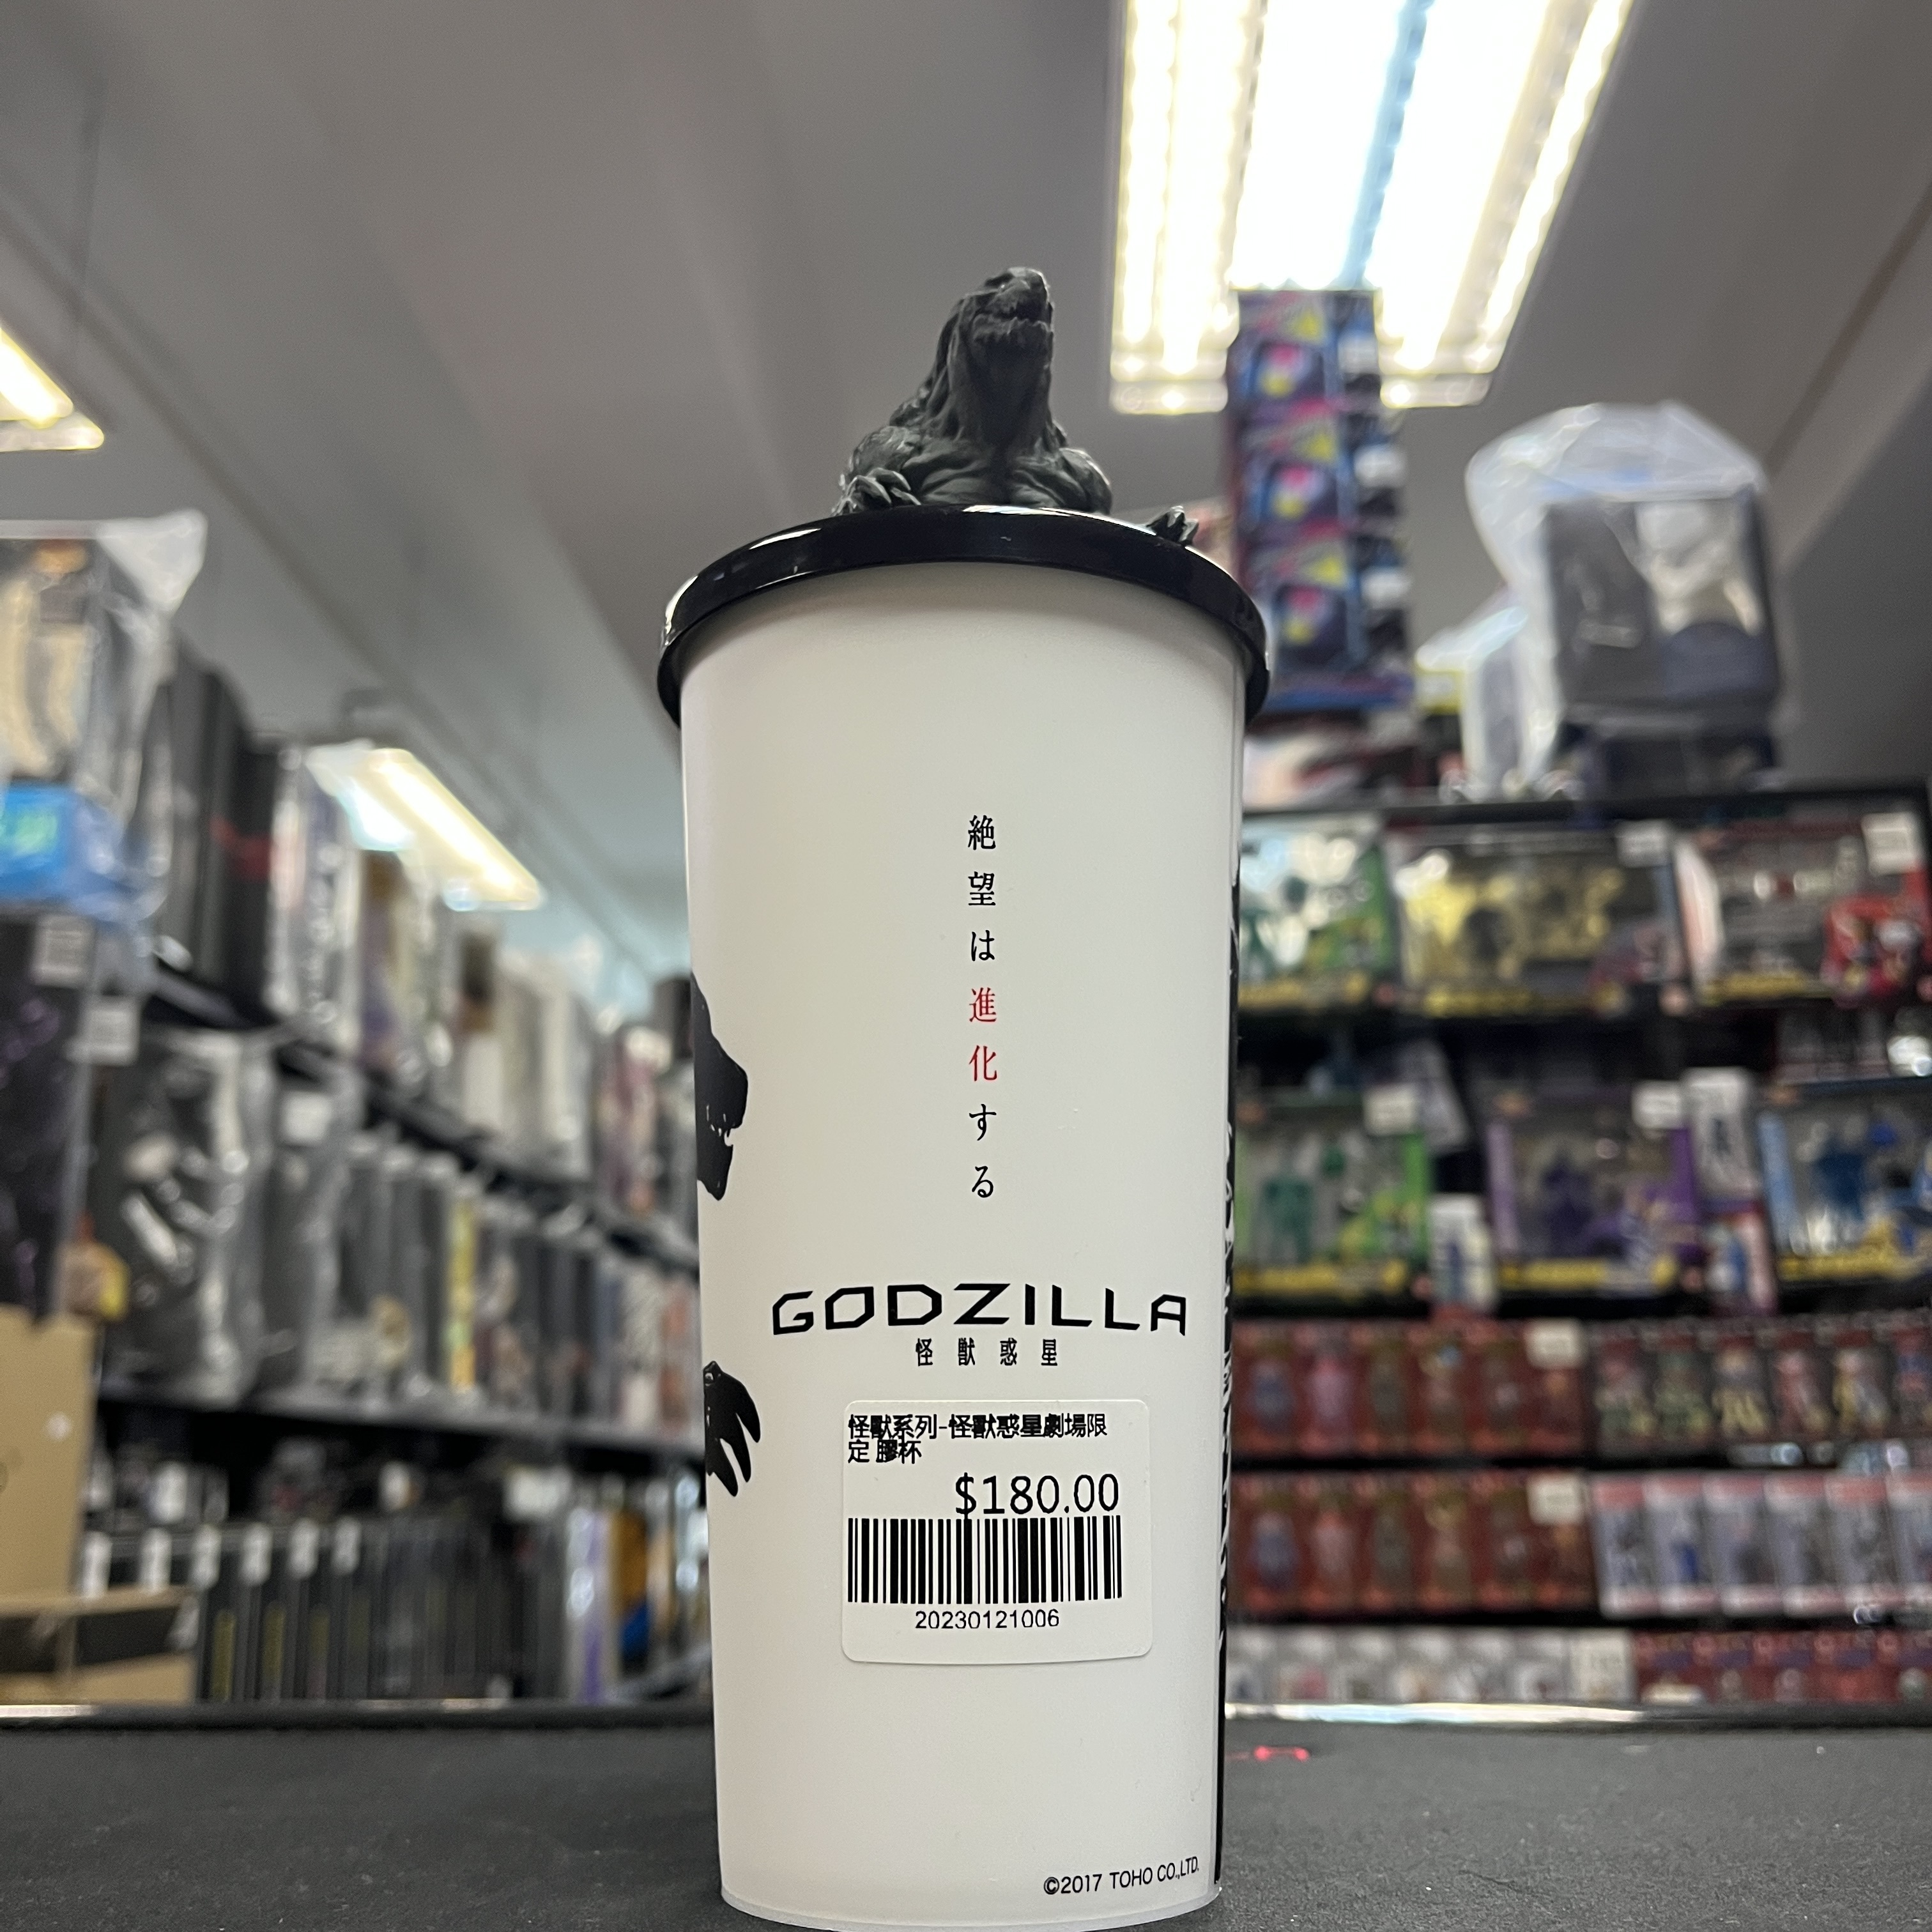 絶望は進化する
GODZILLA
怪獣惑星
怪獸系列-怪獸惑星劇場限
定 膠杯
$180.00
20230121006
©2017 TOHO CO.,LTD.